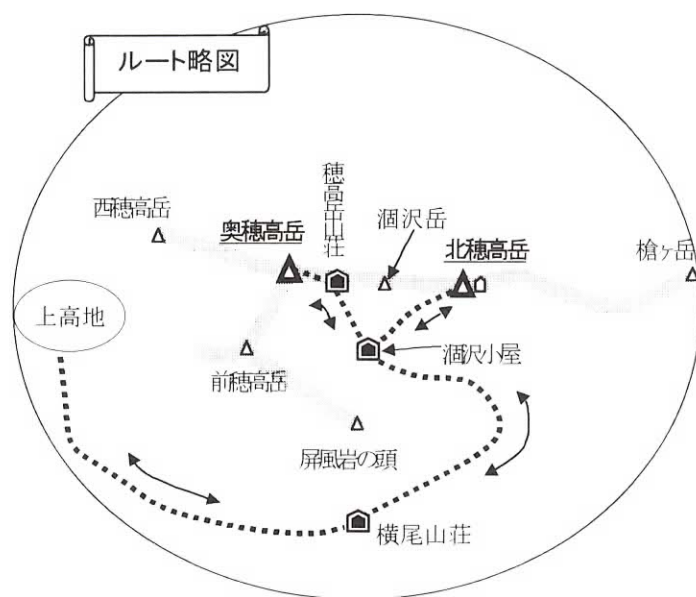 ルート略図
穂高岳山荘
西穂高岳
奥穂高岳
涸沢岳
北穂高岳
槍ヶ岳
上高地
前穂高岳
涸沢小屋
屏風岩の頭
横尾山荘